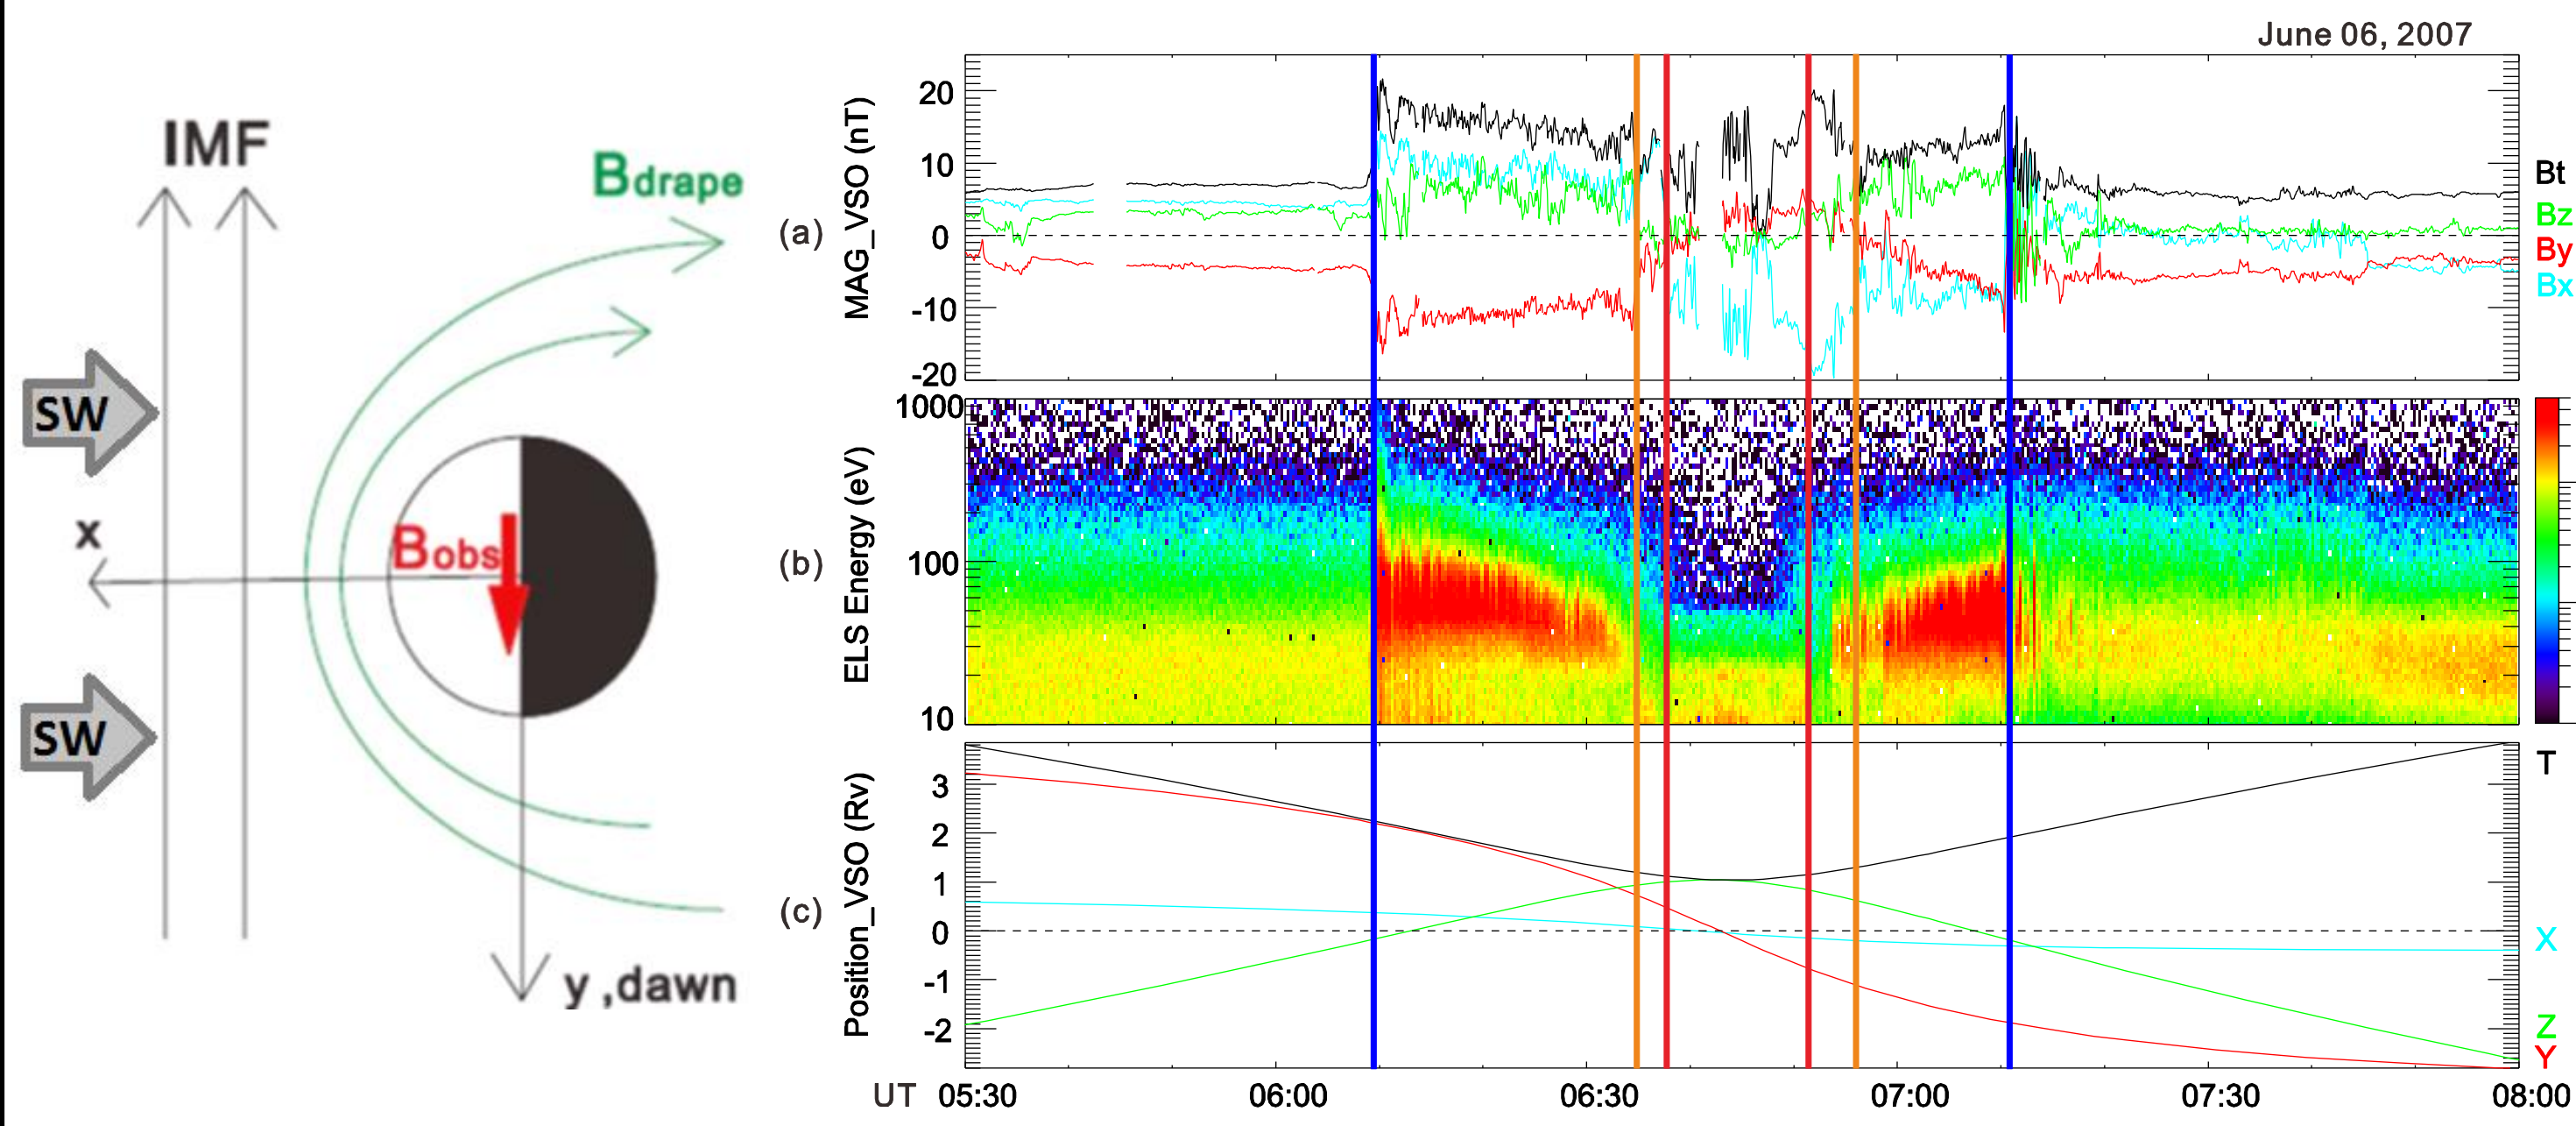 June 06, 2007
IMF
Bdrape
SW
x
Bobs
SW
y ,dawn
(a)
MAG_VSO (nT)
20
10
0
-10
-20
Bt
Bz
By
Bx
(b)
ELS Energy (eV)
1000
100
10
(c)
Position_VSO (Rv)
3
2
1
0
-1
-2
T
X
Z
Y
UT 05:30 06:00 06:30 07:00 07:30 08:00